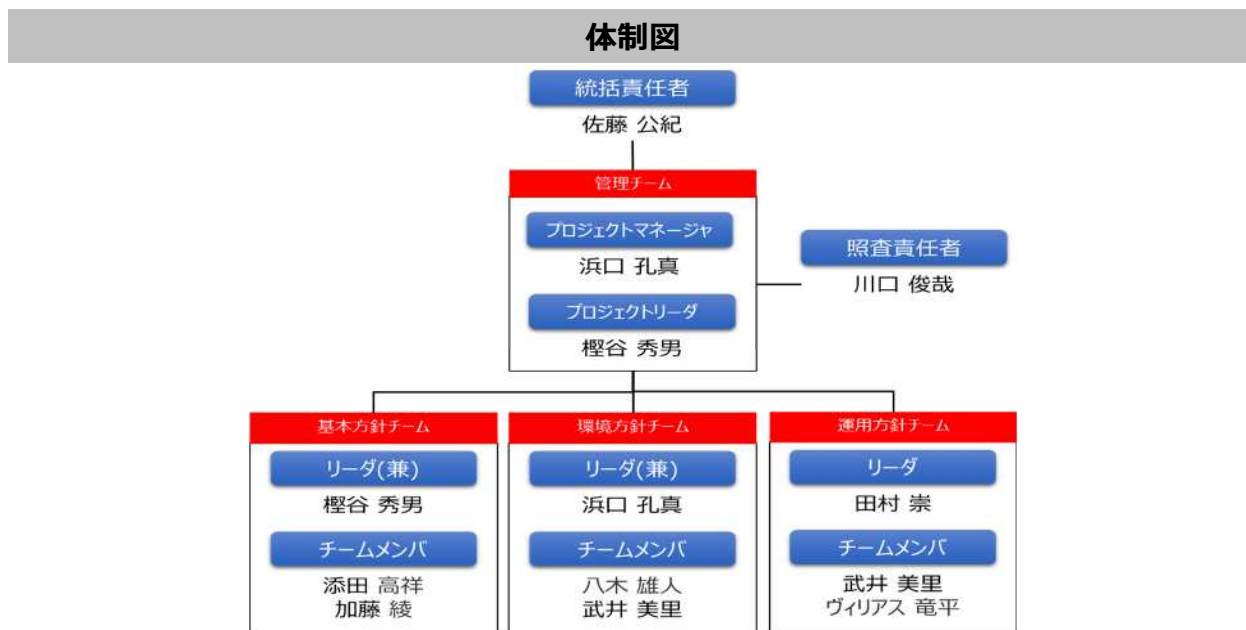 体制図
統括責任者
佐藤 公紀
管理チーム
プロジェクトマネージャ
浜口 孔真
プロジェクトリーダ
樫谷 秀男
照査責任者
川口 俊哉
基本方針チーム
リーダ(兼)
樫谷 秀男
チームメンバ
添田 高祥
加藤 綾
環境方針チーム
リーダ(兼)
浜口 孔真
チームメンバ
八木 雄人
武井 美里
運用方針チーム
リーダ
田村 崇
チームメンバ
武井 美里
ヴィリアス 竜平